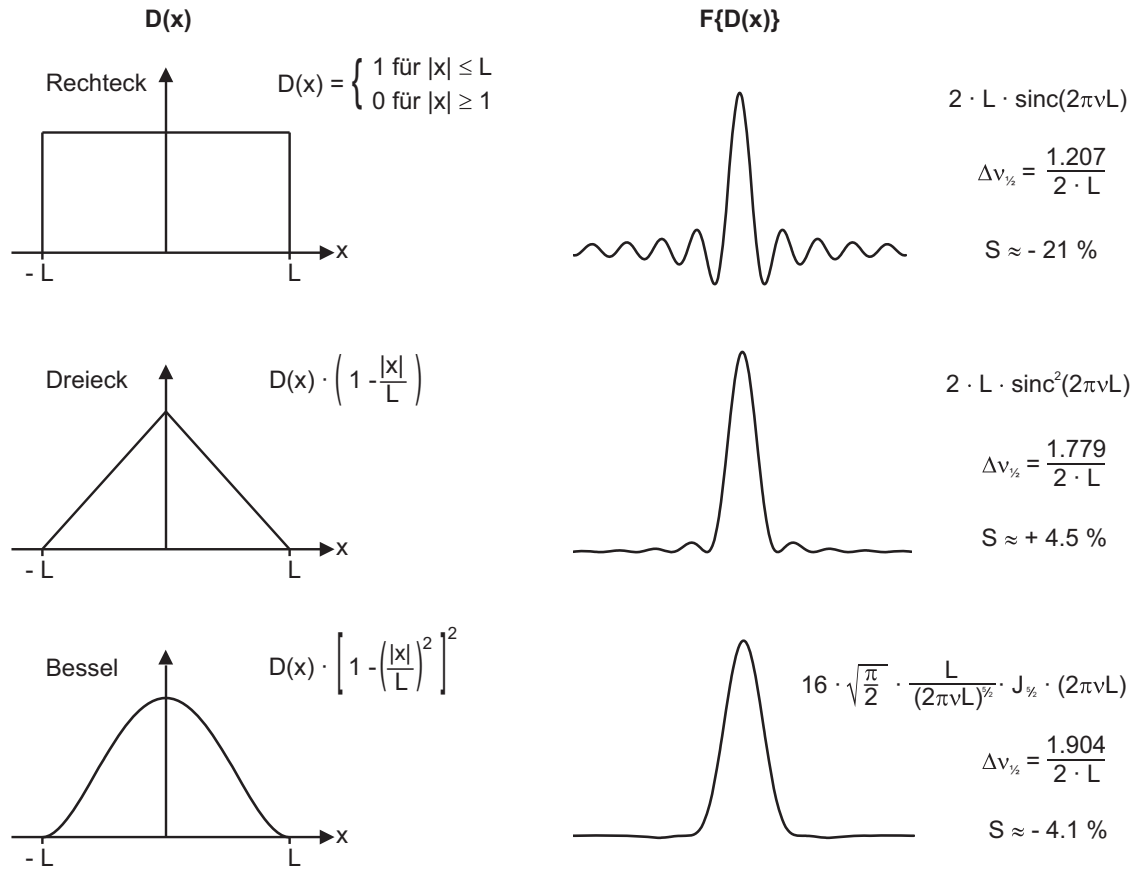 D(x)
F{D(x)}
Rechteck
D(x) = { 1 für |x| ≤ L
0 für |x| ≥ 1
x
- L
L
2 · L · sinc(2πνL)
Δν½ = 1.207 / 2 · L
S ≈ - 21 %
Dreieck
D(x) · ( 1 - |x| / L )
x
- L
L
2 · L · sinc²(2πνL)
Δν½ = 1.779 / 2 · L
S ≈ + 4.5 %
Bessel
D(x) · [ 1 - ( |x| / L )² ]²
x
- L
L
16 · √(π / 2) · L / (2πνL)^⁵⁄₂ · J₅⁄₂ · (2πνL)
Δν½ = 1.904 / 2 · L
S ≈ - 4.1 %